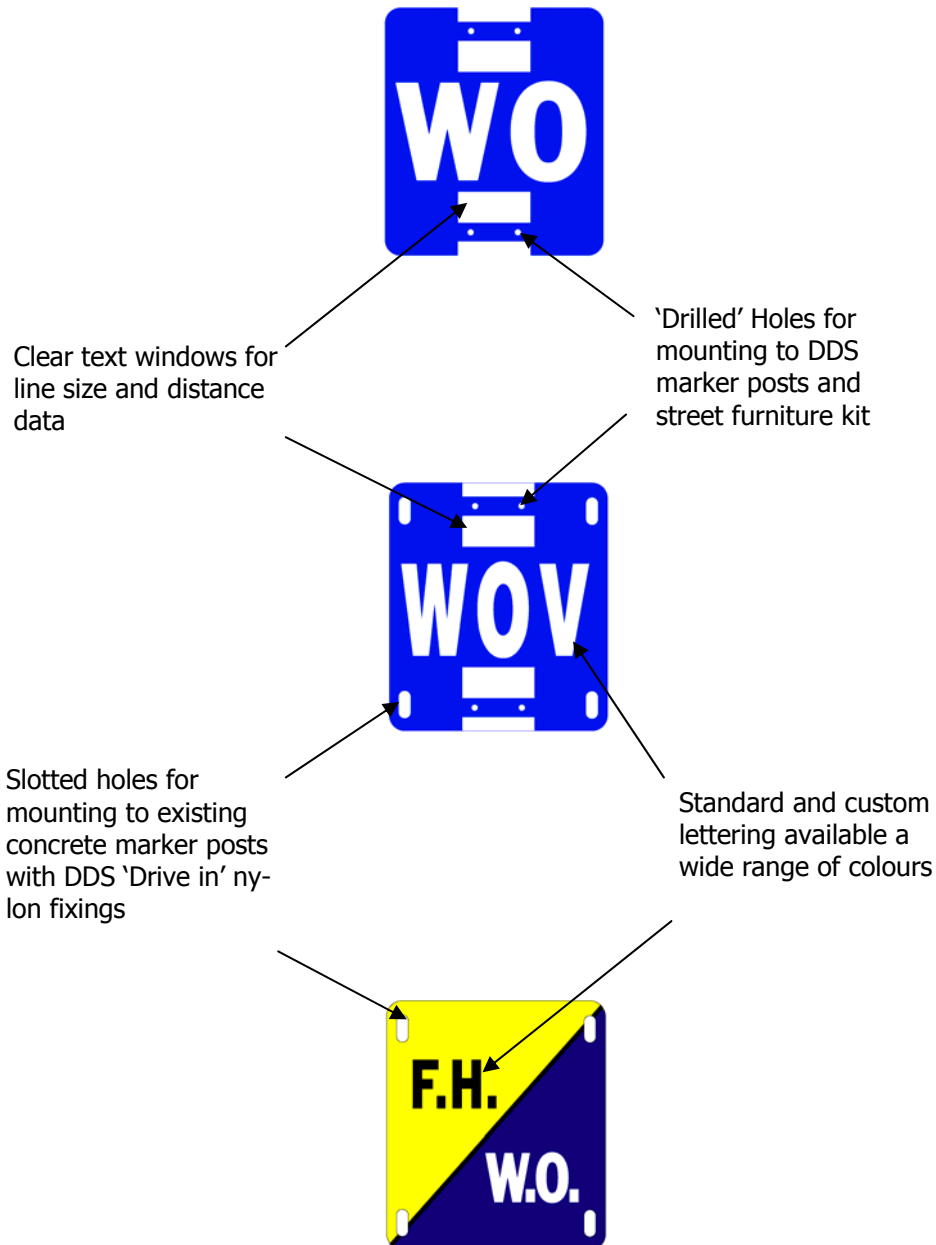 WO
Clear text windows for
line size and distance
data
‘Drilled’ Holes for
mounting to DDS
marker posts and
street furniture kit
WOV
Slotted holes for
mounting to existing
concrete marker posts
with DDS ‘Drive in’ ny-
lon fixings
Standard and custom
lettering available a
wide range of colours
F.H.
W.O.